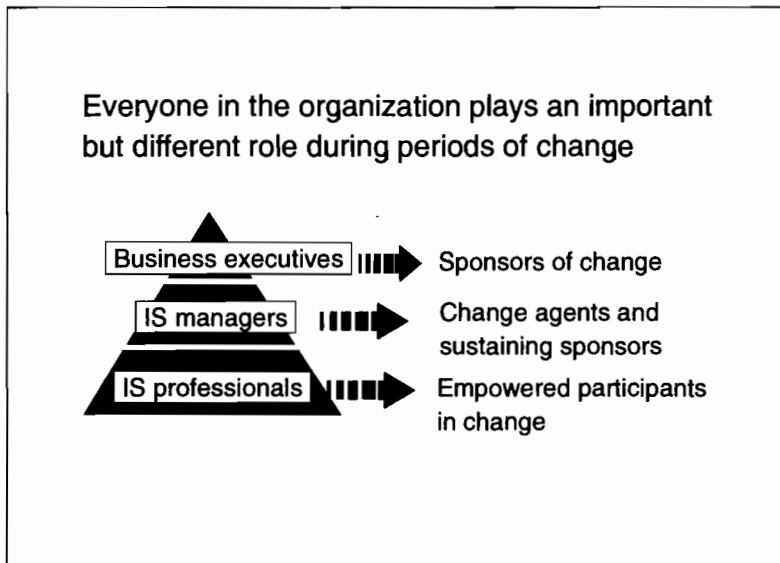 Everyone in the organization plays an important
but different role during periods of change
Business executives
Sponsors of change
IS managers
Change agents and
sustaining sponsors
IS professionals
Empowered participants
in change